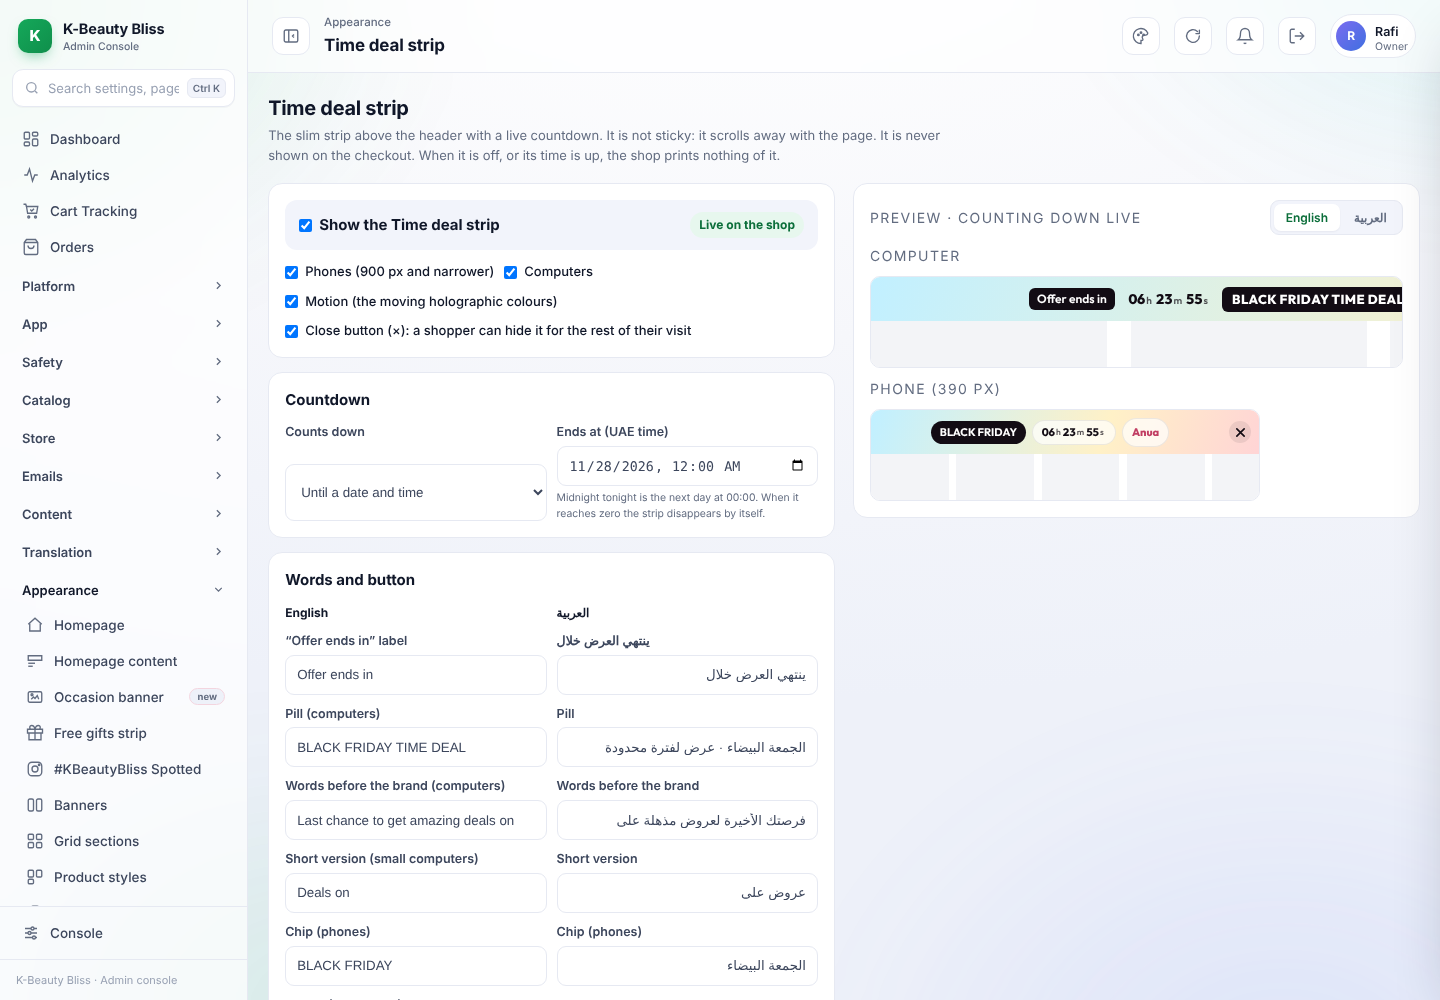 K
K-Beauty Bliss
Admin Console
Search settings, page
Ctrl K
Dashboard
Analytics
Cart Tracking
Orders
Platform
App
Safety
Catalog
Store
Emails
Content
Translation
Appearance
Homepage
Homepage content
Occasion banner
new
Free gifts strip
#KBeautyBliss Spotted
Banners
Grid sections
Product styles
Console
K-Beauty Bliss · Admin console
Appearance
Time deal strip
R
Rafi
Owner
Time deal strip
The slim strip above the header with a live countdown. It is not sticky: it scrolls away with the page. It is never
shown on the checkout. When it is off, or its time is up, the shop prints nothing of it.
Show the Time deal strip
Live on the shop
Phones (900 px and narrower)
Computers
Motion (the moving holographic colours)
Close button (×): a shopper can hide it for the rest of their visit
Countdown
Counts down
Until a date and time
Ends at (UAE time)
11/28/2026, 12:00 AM
Midnight tonight is the next day at 00:00. When it
reaches zero the strip disappears by itself.
Words and button
English
العربية
“Offer ends in” label
ينتهي العرض خلال
Offer ends in
ينتهي العرض خلال
Pill (computers)
Pill
BLACK FRIDAY TIME DEAL
الجمعة البيضاء · عرض لفترة محدودة
Words before the brand (computers)
Words before the brand
Last chance to get amazing deals on
فرصتك الأخيرة لعروض مذهلة على
Short version (small computers)
Short version
Deals on
عروض على
Chip (phones)
Chip (phones)
BLACK FRIDAY
الجمعة البيضاء
PREVIEW · COUNTING DOWN LIVE
English
العربية
COMPUTER
Offer ends in
06h 23m 55s
BLACK FRIDAY TIME DEAL
PHONE (390 PX)
BLACK FRIDAY
06h 23m 55s
Anua